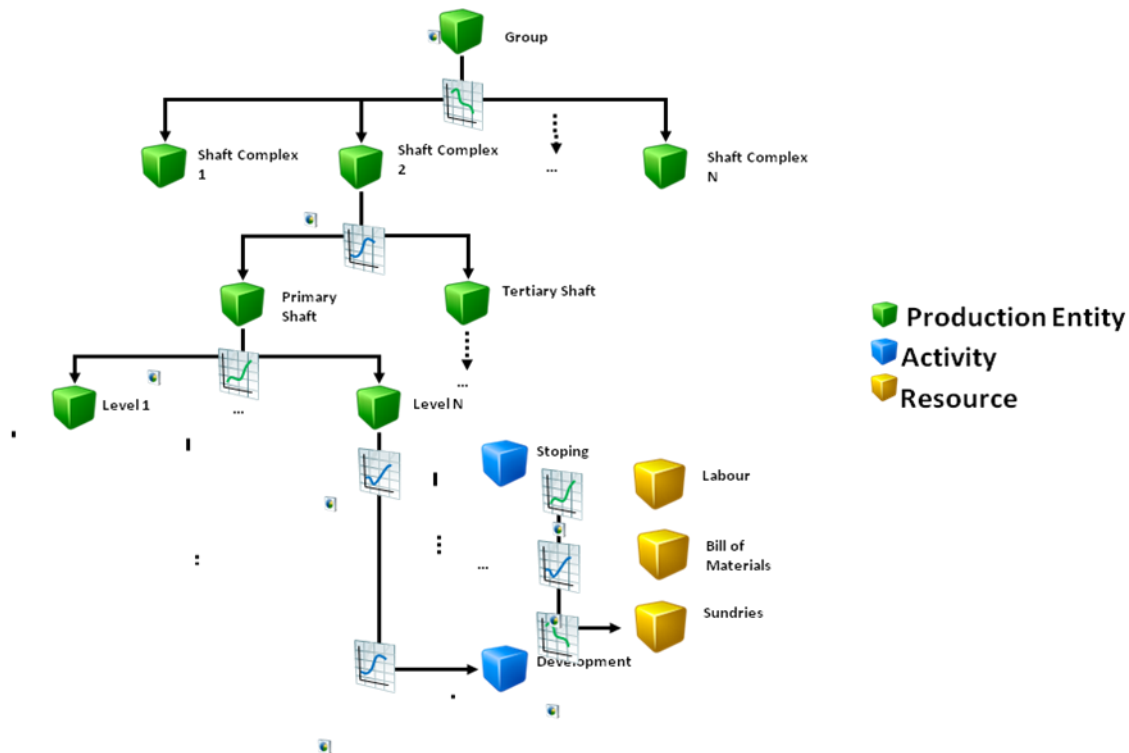 Group
Shaft Complex
1
Shaft Complex
2
...
Shaft Complex
N
Primary
Shaft
Tertiary Shaft
...
Level 1
...
Level N
Stoping
...
Labour
Bill of
Materials
Sundries
Development
Production Entity
Activity
Resource